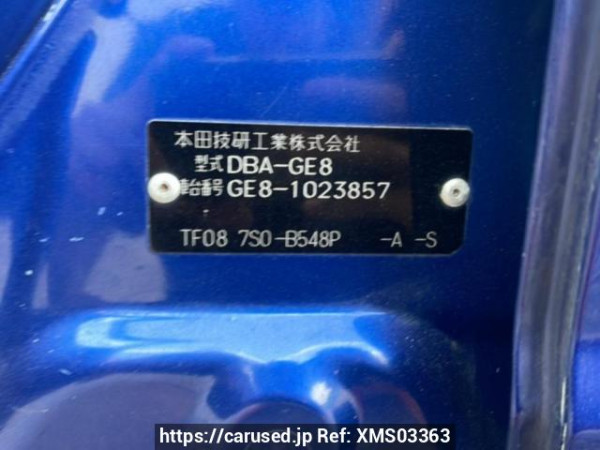 本田技研工業株式会社
型式 DBA-GE8
車台番号 GE8-1023857
TF08 7S0-B548P -A -S
https://carused.jp Ref: XMS03363